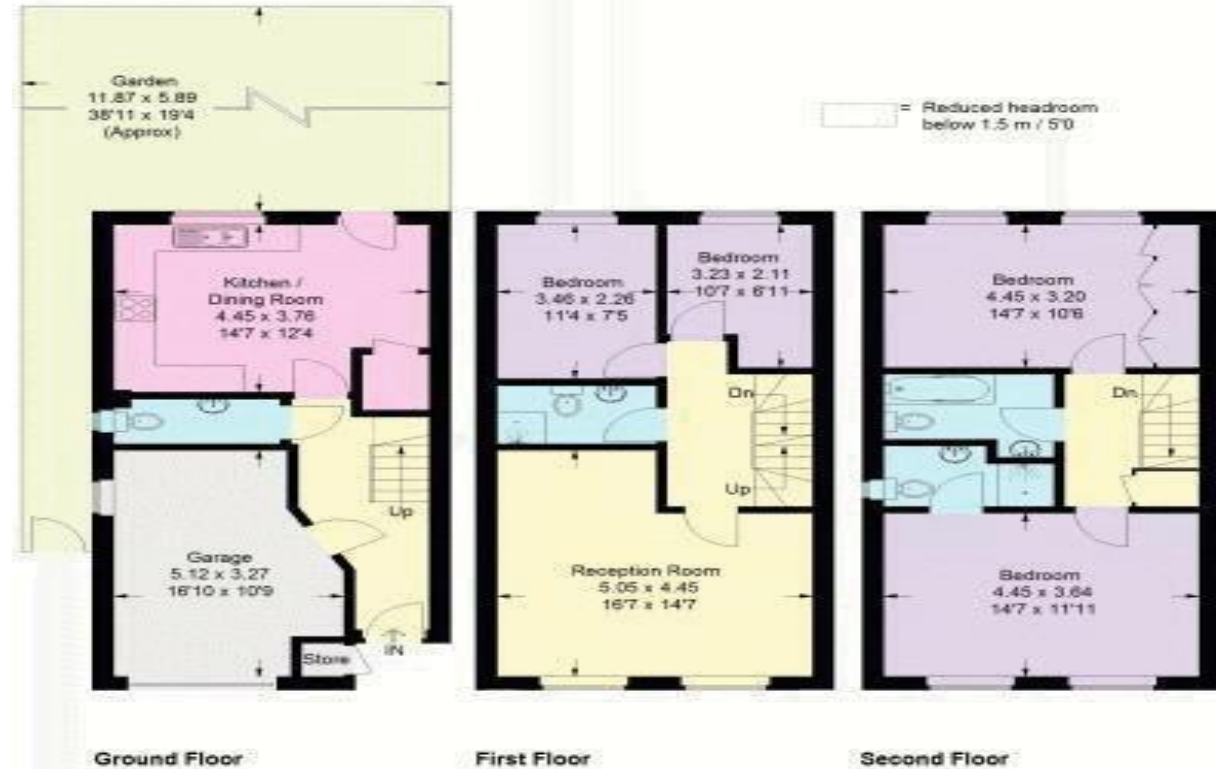 Garden
11.87 x 5.89
38'11 x 19'4
(Approx)
= Reduced headroom
below 1.5 m / 5'0
Kitchen /
Dining Room
4.45 x 3.76
14'7 x 12'4
Bedroom
3.46 x 2.26
11'4 x 7'5
Bedroom
3.23 x 2.11
10'7 x 6'11
Bedroom
4.45 x 3.20
14'7 x 10'6
Dn
Dn
Up
Up
Garage
5.12 x 3.27
16'10 x 10'9
Reception Room
5.05 x 4.45
16'7 x 14'7
Bedroom
4.45 x 3.64
14'7 x 11'11
Store
IN
Ground Floor
First Floor
Second Floor